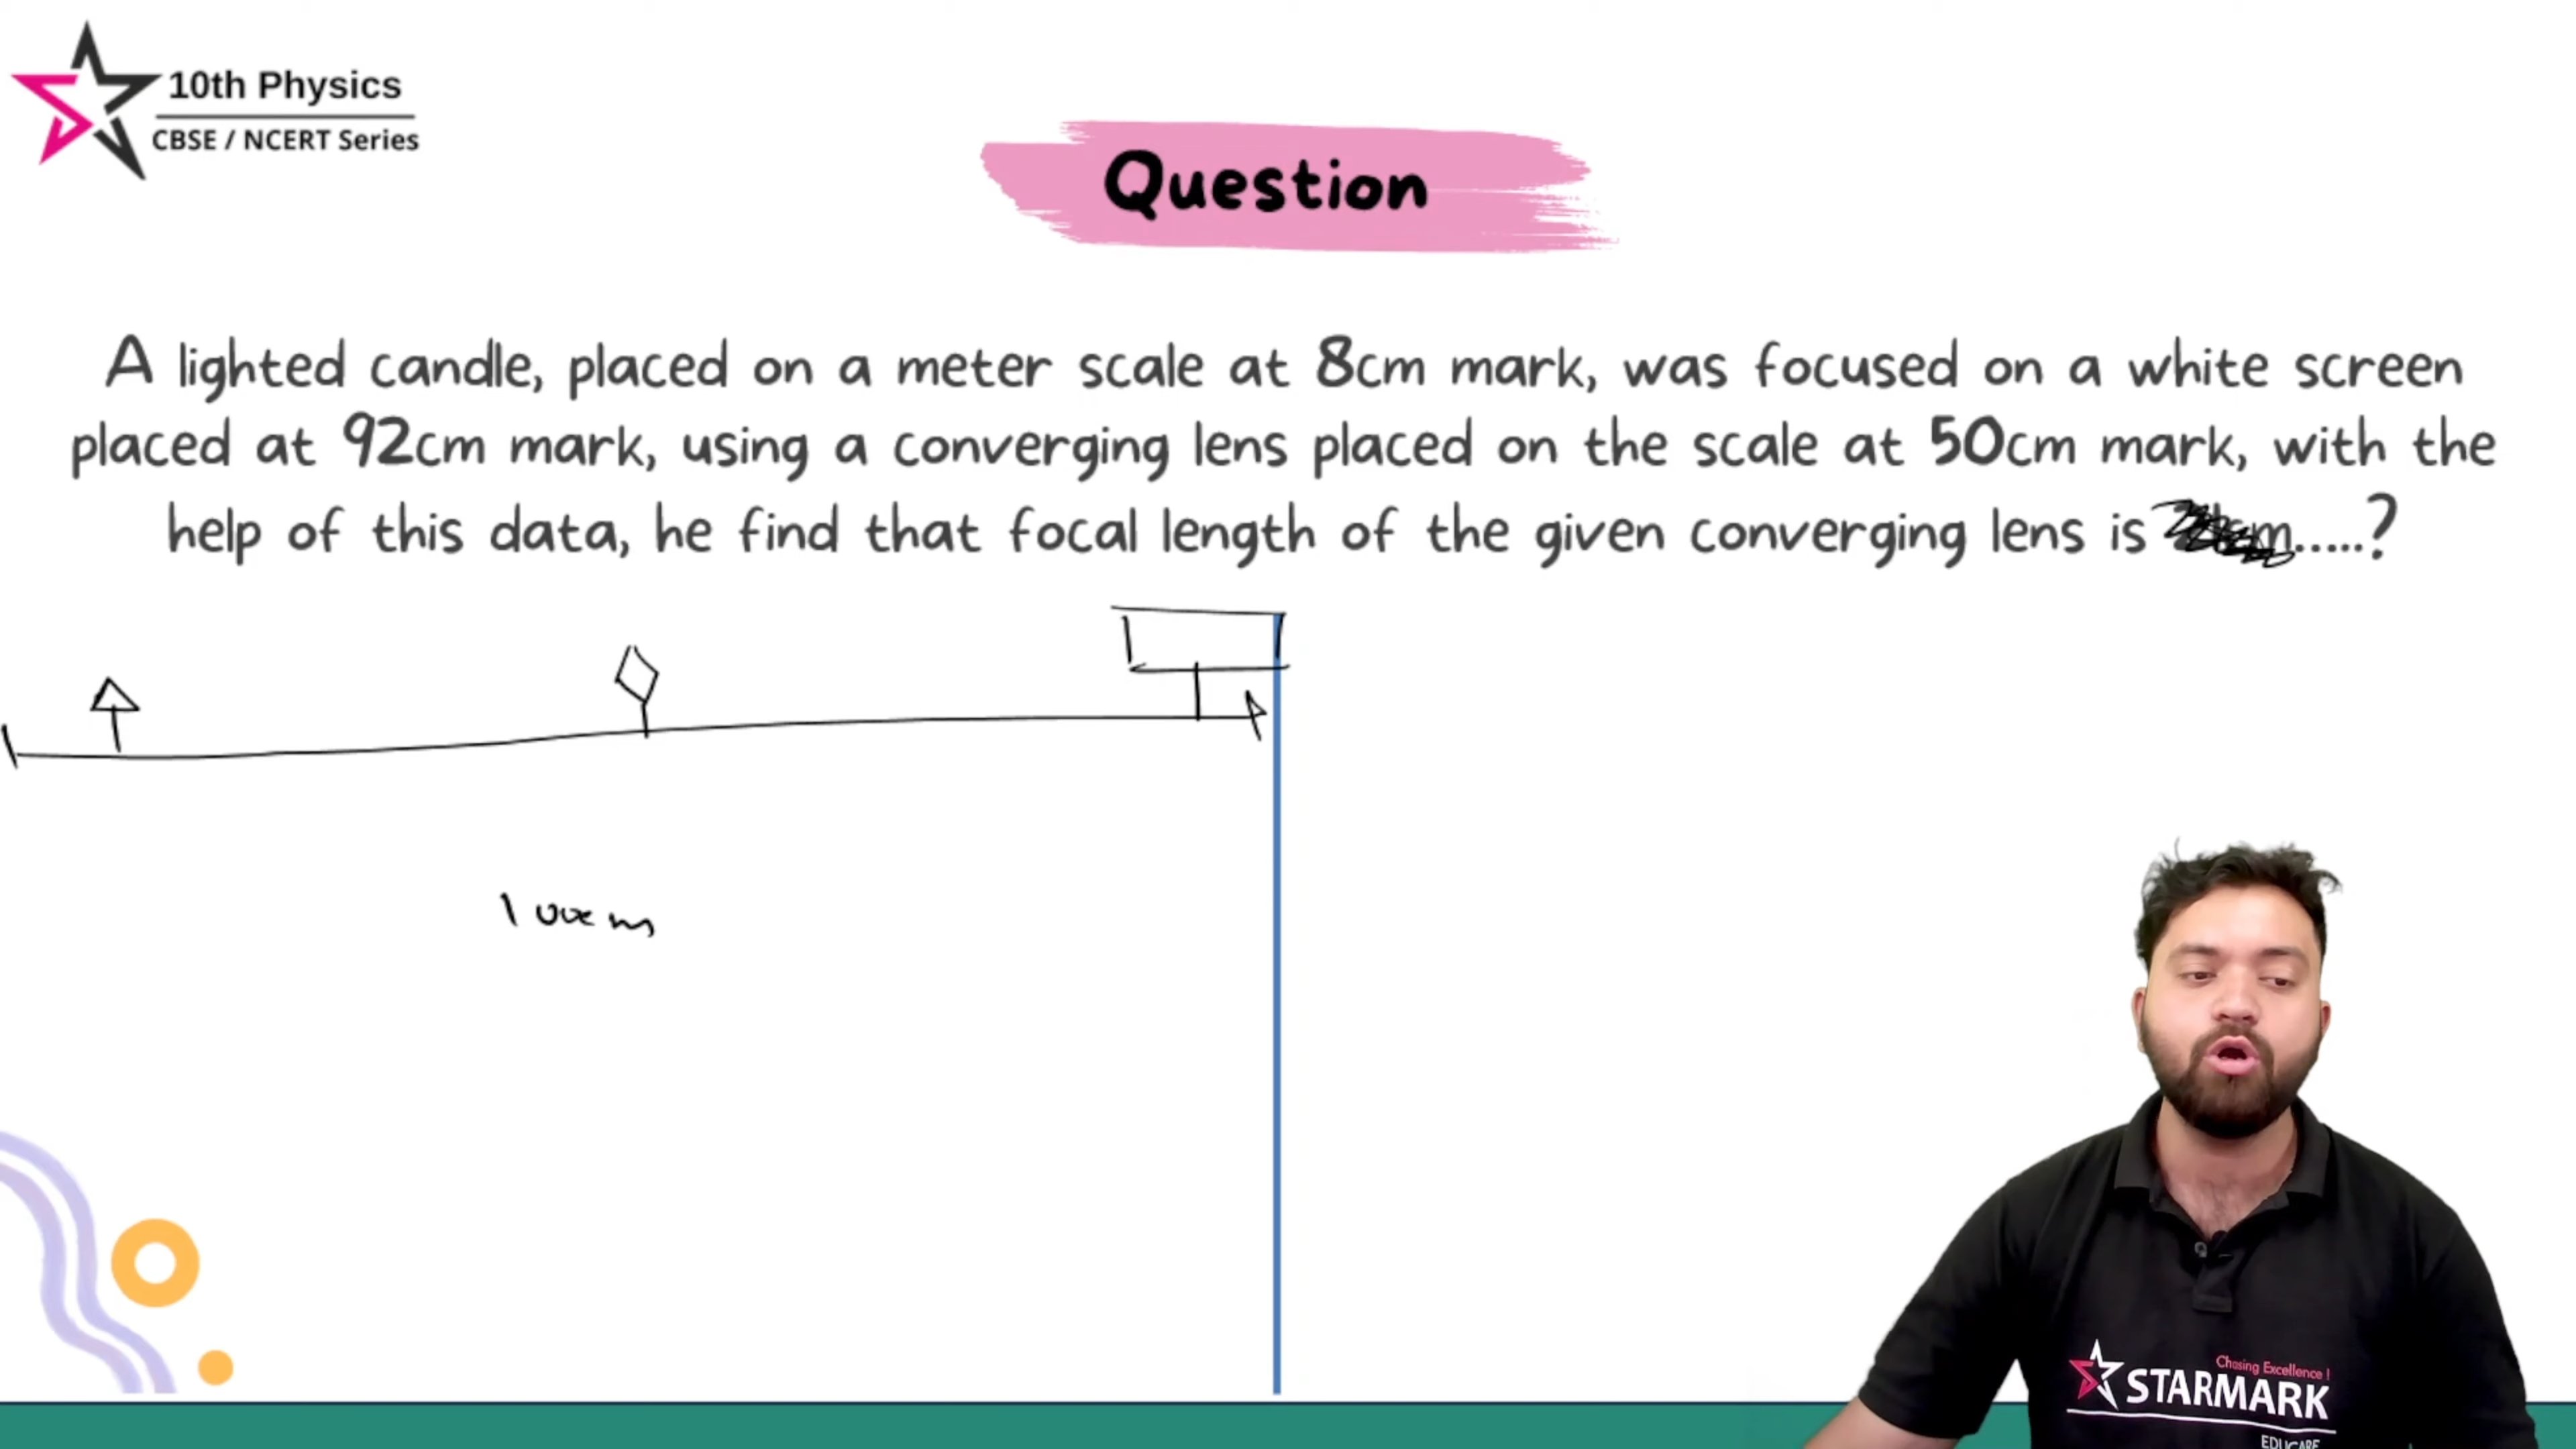 10th Physics
CBSE / NCERT Series
Question
A lighted candle, placed on a meter scale at 8cm mark, was focused on a white screen
placed at 92cm mark, using a converging lens placed on the scale at 50cm mark, with the
help of this data, he find that focal length of the given converging lens is .....?
100cm
Chasing Excellence !
STARMARK
EDUCARE